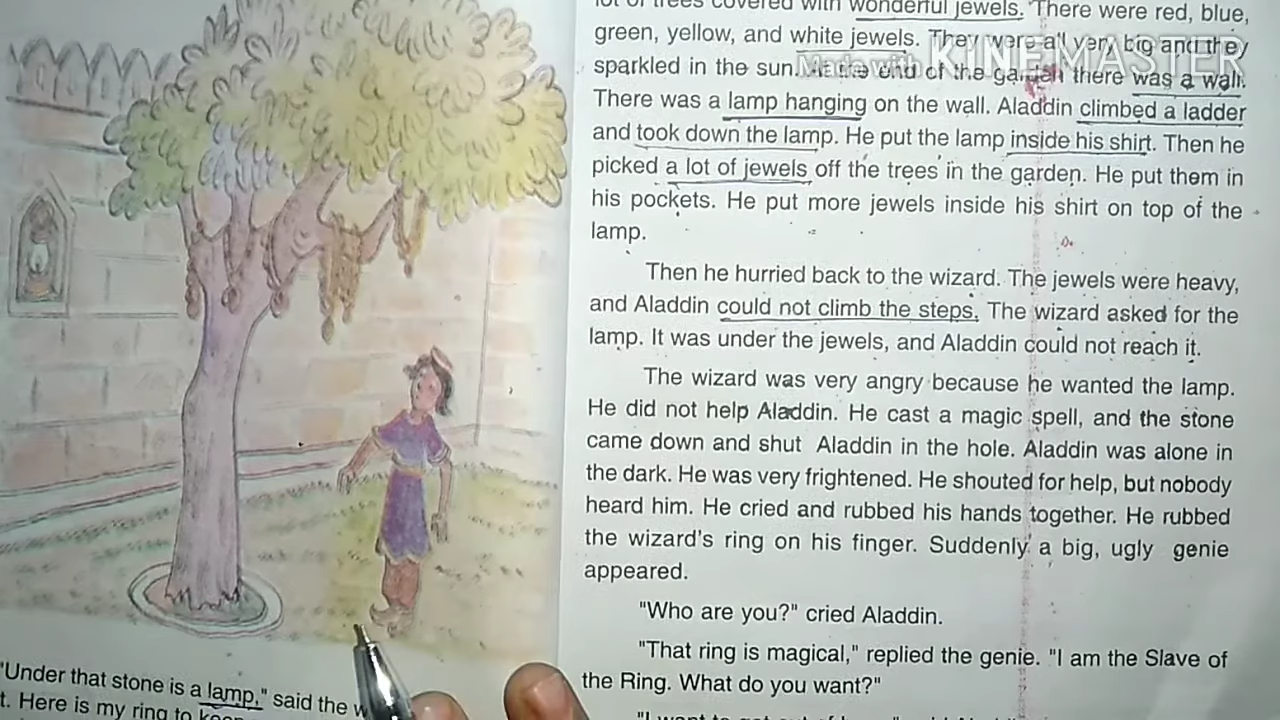 lot of trees covered with wonderful jewels. There were red, blue,
green, yellow, and white jewels. They were all very big and they
sparkled in the sun. At the end of the garden there was a wall.
There was a lamp hanging on the wall. Aladdin climbed a ladder
and took down the lamp. He put the lamp inside his shirt. Then he
picked a lot of jewels off the trees in the garden. He put them in
his pockets. He put more jewels inside his shirt on top of the
lamp.
Then he hurried back to the wizard. The jewels were heavy,
and Aladdin could not climb the steps. The wizard asked for the
lamp. It was under the jewels, and Aladdin could not reach it.
The wizard was very angry because he wanted the lamp.
He did not help Aladdin. He cast a magic spell, and the stone
came down and shut Aladdin in the hole. Aladdin was alone in
the dark. He was very frightened. He shouted for help, but nobody
heard him. He cried and rubbed his hands together. He rubbed
the wizard's ring on his finger. Suddenly a big, ugly genie
appeared.
"Who are you?" cried Aladdin.
"That ring is magical," replied the genie. "I am the Slave of
the Ring. What do you want?"
"Under that stone is a lamp," said the
t. Here is my ring to
Made with KINEMASTER